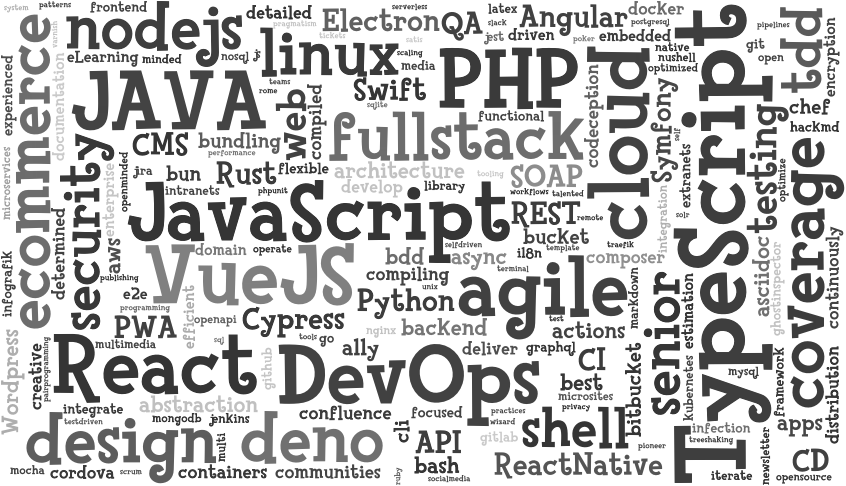 system
patterns
frontend
detailed
serverless
latex
slack
docker
postgresql
pipelines
nodejs
pragmatism
tickets
ElectronQA
Angular
jest
driven
embedded
git
open
tdd
encryption
experienced
ecommerce
varnish
eLearning
minded
nosql
linux
scaling
media
poker
native
nushell
optimized
documentation
JAVA
teams
rome
Swift
sqlite
PHP
codeception
cloud
TypeScript
chef
hackmd
web
compiled
functional
fullstack
Symfony
self
testing
microservices
security
CMS
bundling
performance
architecture
develop
tooling
SOAP
extranets
optimize
coverage
openminded
jra
bun
Rust
flexible
library
workflows
talented
enterprise
intranets
phpunit
JavaScript
REST
remote
solr
integration
determined
domain
operate
selfdriven
bucket
template
traefik
asciidoc
ghostinspector
continuously
infografik
aws
VueJS
bdd
async
i18n
composer
publishing
compiling
unix
terminal
markdown
e2e
programming
efficient
openapi
Python
agile
senior
estimation
PWA
Cypress
nginx
backend
test
actions
Wordpress
multimedia
sql
tools
go
ally
deliver
graphql
CI
bitbucket
kubernetes
mysql
framework
distribution
creative
pairprogramming
React
github
DevOps
best
microsites
privacy
integrate
abstraction
confluence
focused
practices
wizard
shell
testdriven
mongodb
jenkins
infection
treeshaking
apps
design
multi
deno
cli
API
gitlab
pioneer
newsletter
CD
mocha
cordova
scrum
containers
communities
ruby
bash
socialmedia
ReactNative
iterate
opensource